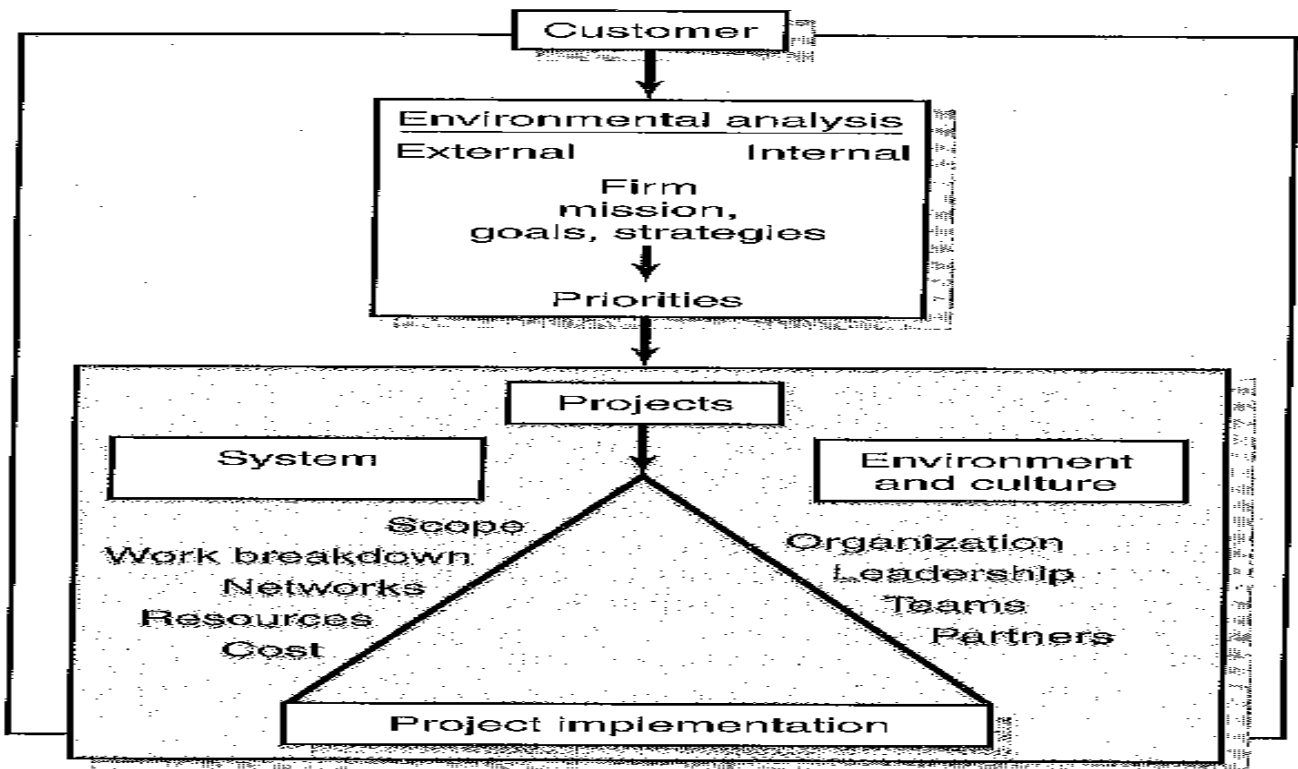 Customer
Environmental analysis
External Internal
Firm
mission,
goals, strategies
Priorities
Projects
System
Environment
and culture
Scope
Work breakdown
Networks
Resources
Cost
Organization
Leadership
Teams
Partners
Project implementation